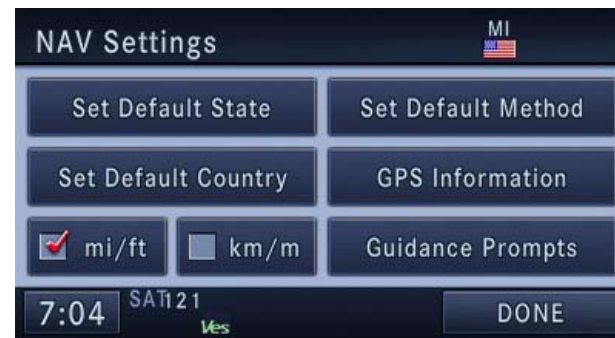 NAV Settings
MI
Set Default State
Set Default Method
Set Default Country
GPS Information
mi/ft
km/m
Guidance Prompts
7:04
SAT121
Ves
DONE